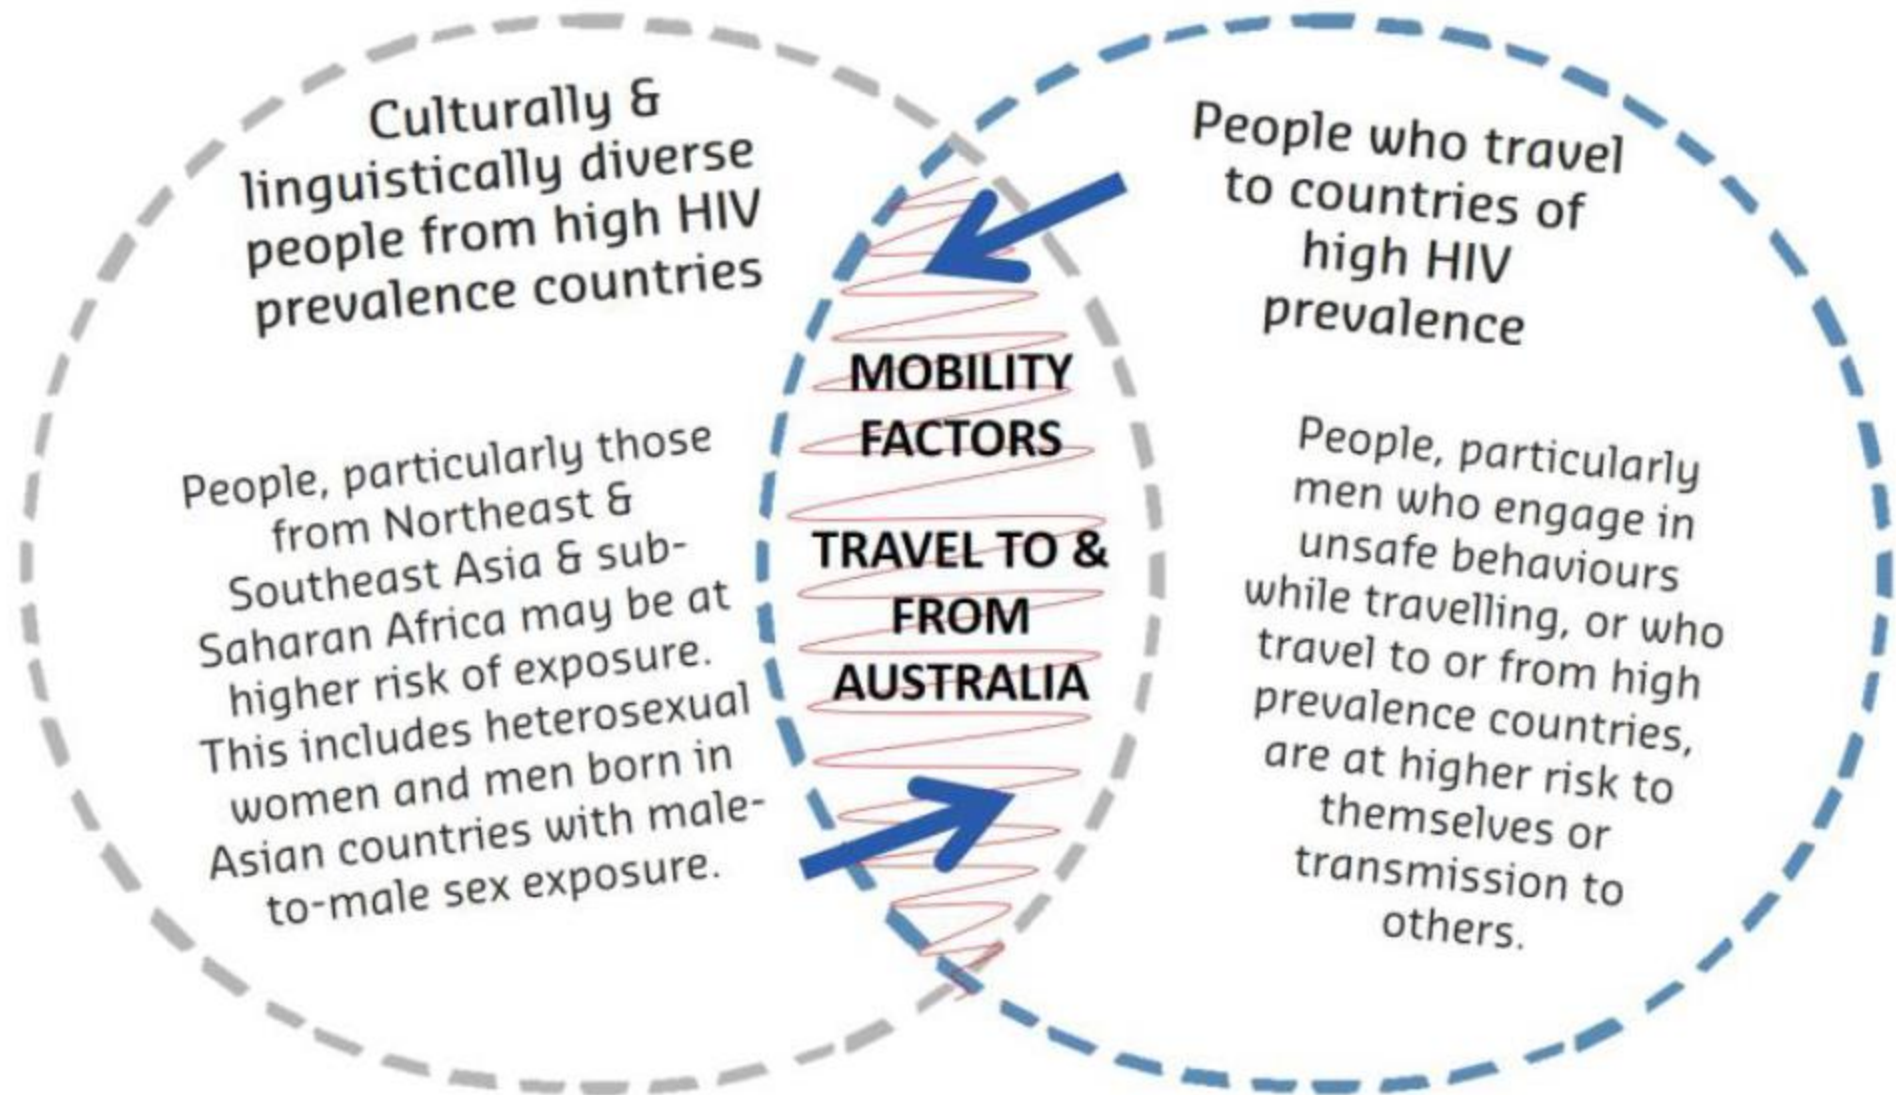 Culturally &
linguistically diverse
people from high HIV
prevalence countries
People, particularly those
from Northeast &
Southeast Asia & sub-
Saharan Africa may be at
higher risk of exposure.
This includes heterosexual
women and men born in
Asian countries with male-
to-male sex exposure.
MOBILITY
FACTORS
TRAVEL TO &
FROM
AUSTRALIA
People who travel
to countries of
high HIV
prevalence
People, particularly
men who engage in
unsafe behaviours
while travelling, or who
travel to or from high
prevalence countries,
are at higher risk to
themselves or
transmission to
others.